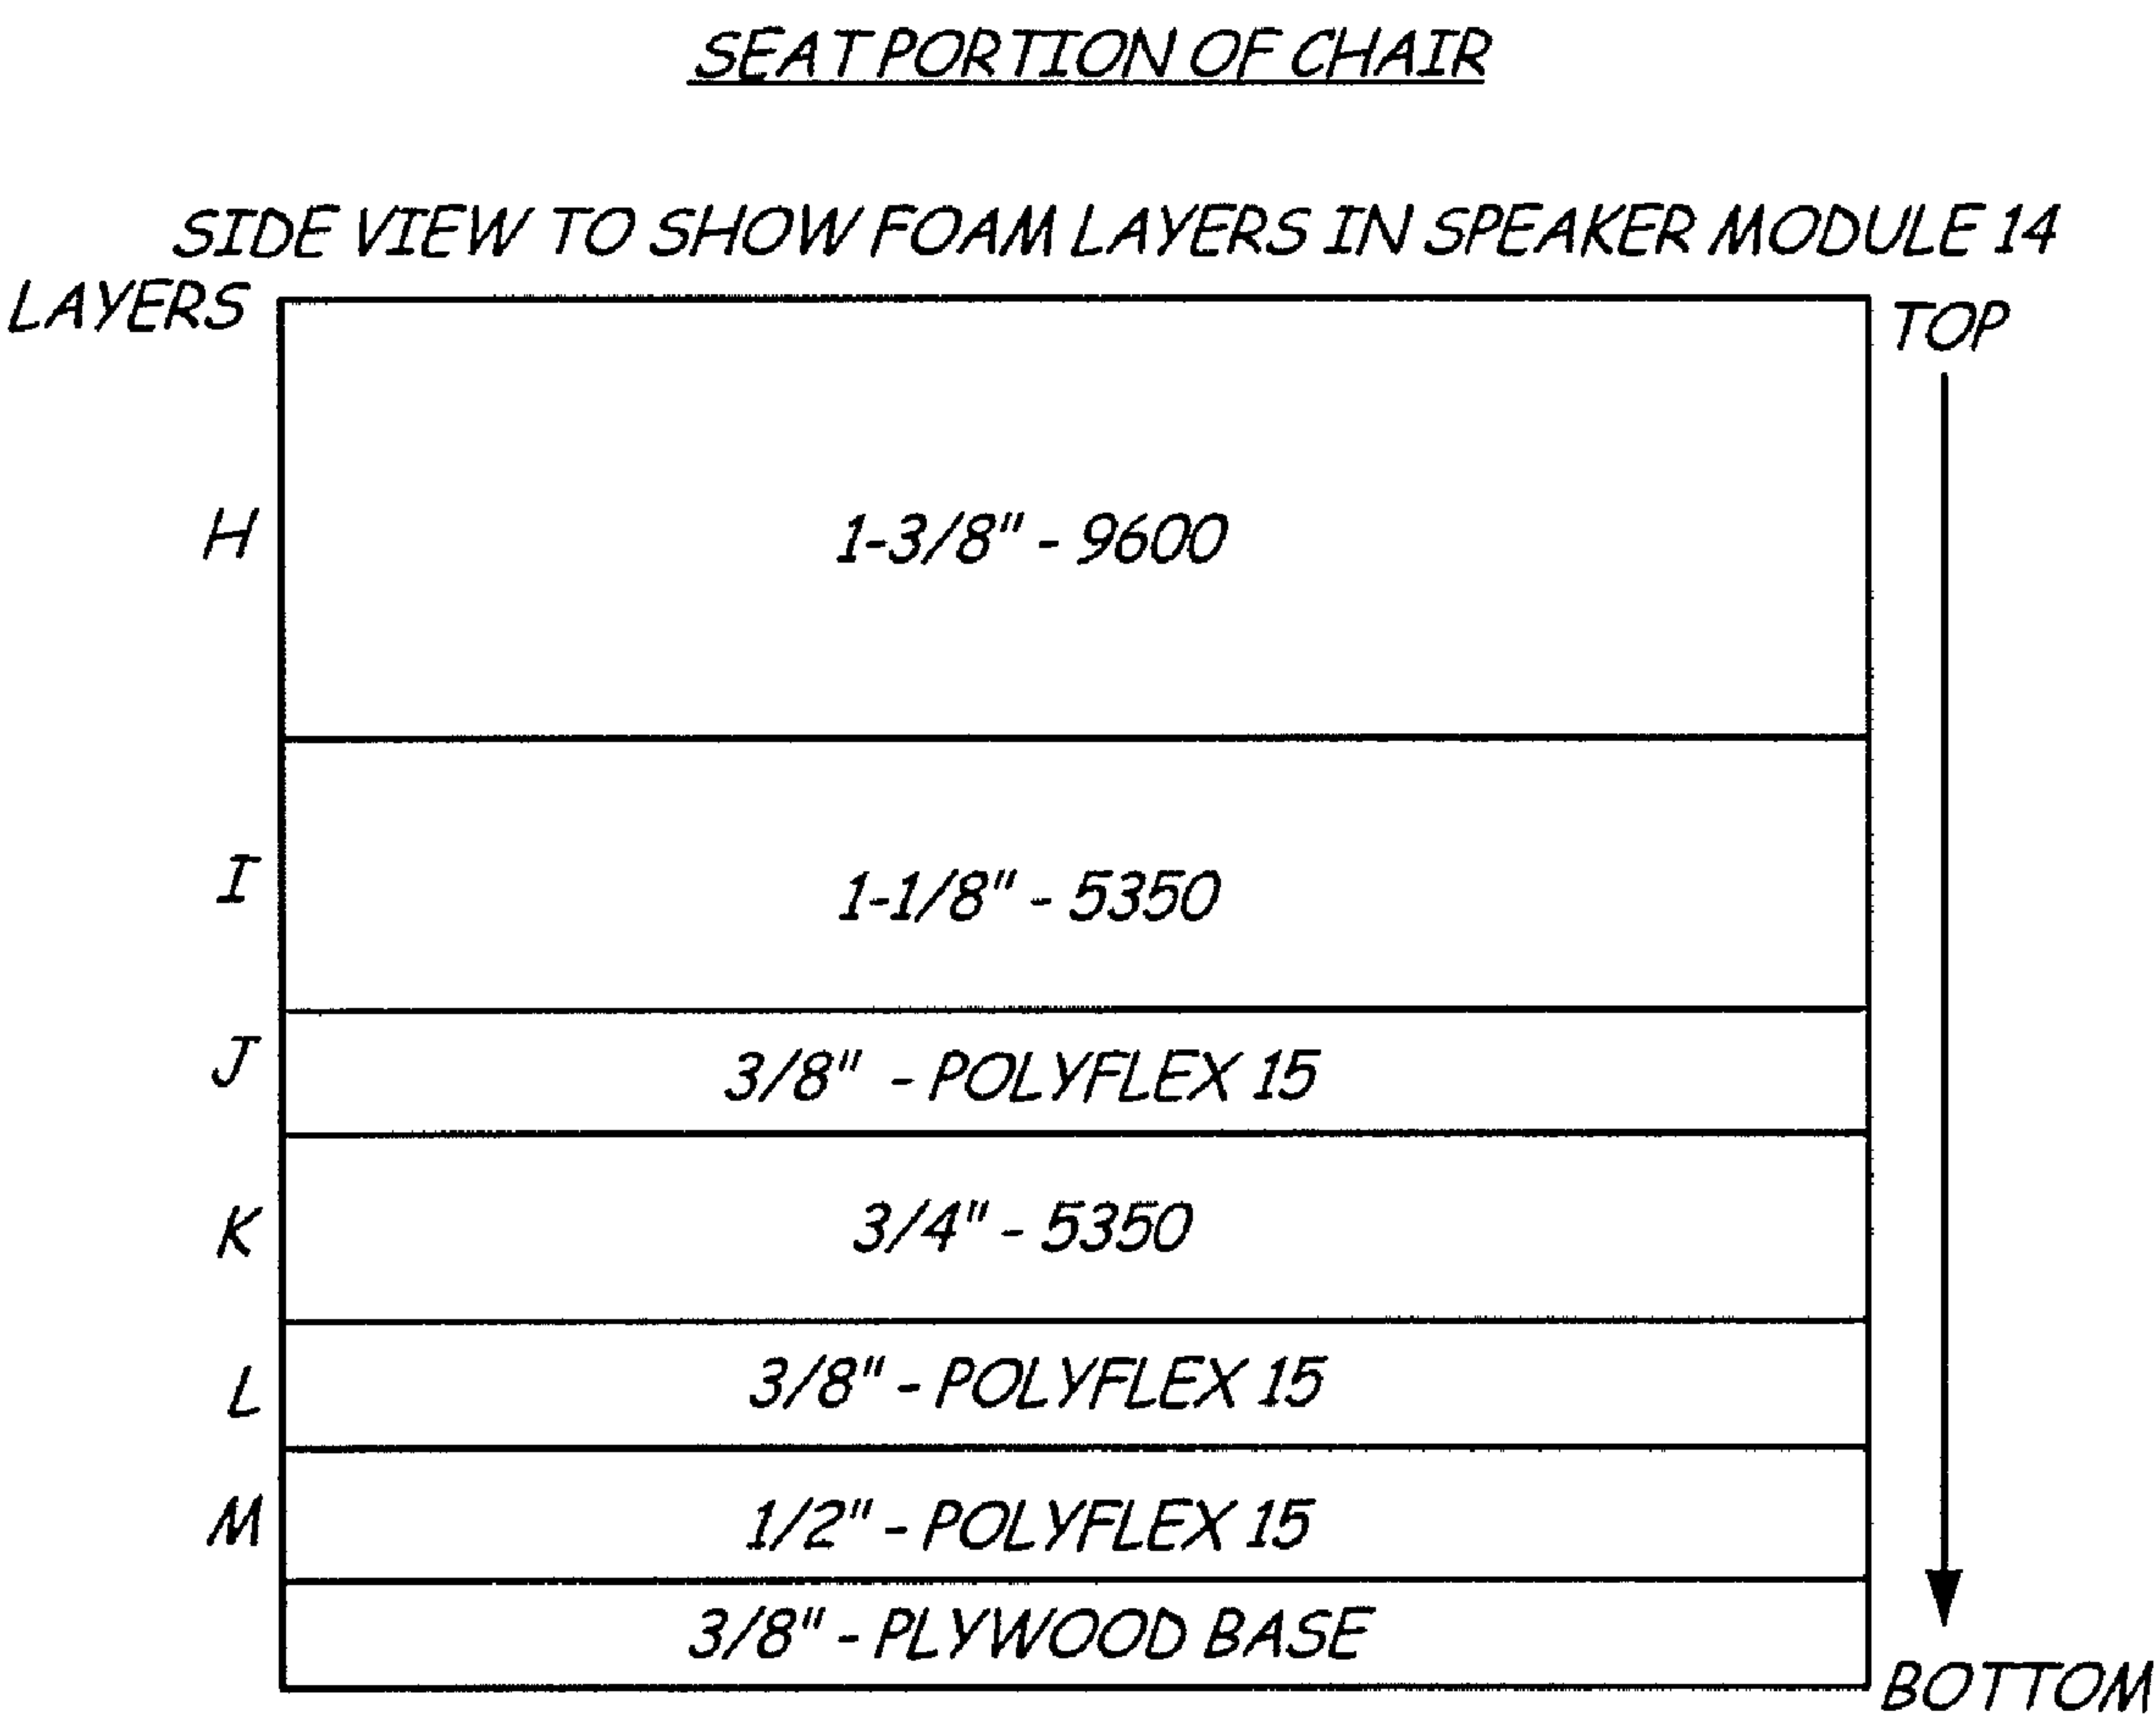 SEAT PORTION OF CHAIR
SIDE VIEW TO SHOW FOAM LAYERS IN SPEAKER MODULE 14
LAYERS
TOP
H
1-3/8" - 9600
I
1-1/8" - 5350
J
3/8" - POLYFLEX 15
K
3/4" - 5350
L
3/8" - POLYFLEX 15
M
1/2" - POLYFLEX 15
3/8" - PLYWOOD BASE
BOTTOM